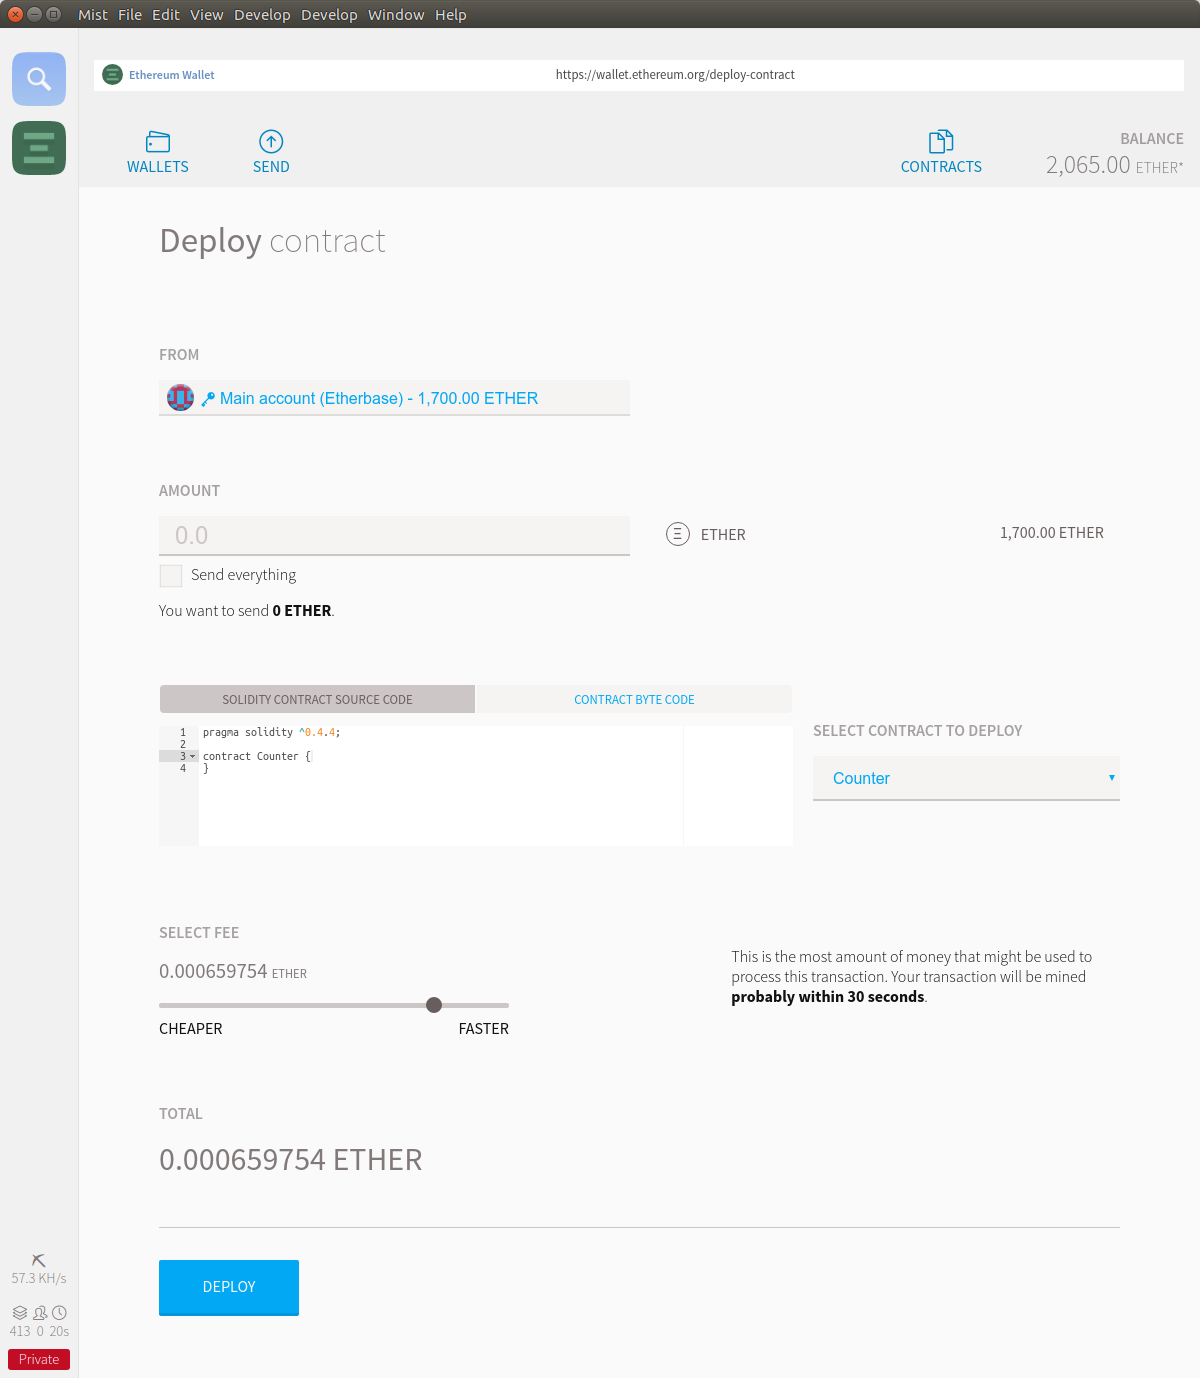 Mist File Edit View Develop Develop Window Help
Ethereum Wallet
https://wallet.ethereum.org/deploy-contract
WALLETS
SEND
CONTRACTS
BALANCE
2,065.00 ETHER*
Deploy contract
FROM
Main account (Etherbase) - 1,700.00 ETHER
AMOUNT
0.0
ETHER
1,700.00 ETHER
Send everything
You want to send 0 ETHER.
SOLIDITY CONTRACT SOURCE CODE
CONTRACT BYTE CODE
1 pragma solidity ^0.4.4;
2
3 contract Counter {
4 }
SELECT CONTRACT TO DEPLOY
Counter
SELECT FEE
0.000659754 ETHER
CHEAPER
FASTER
This is the most amount of money that might be used to
process this transaction. Your transaction will be mined
probably within 30 seconds.
TOTAL
0.000659754 ETHER
DEPLOY
57.3 KH/s
413 0 20s
Private